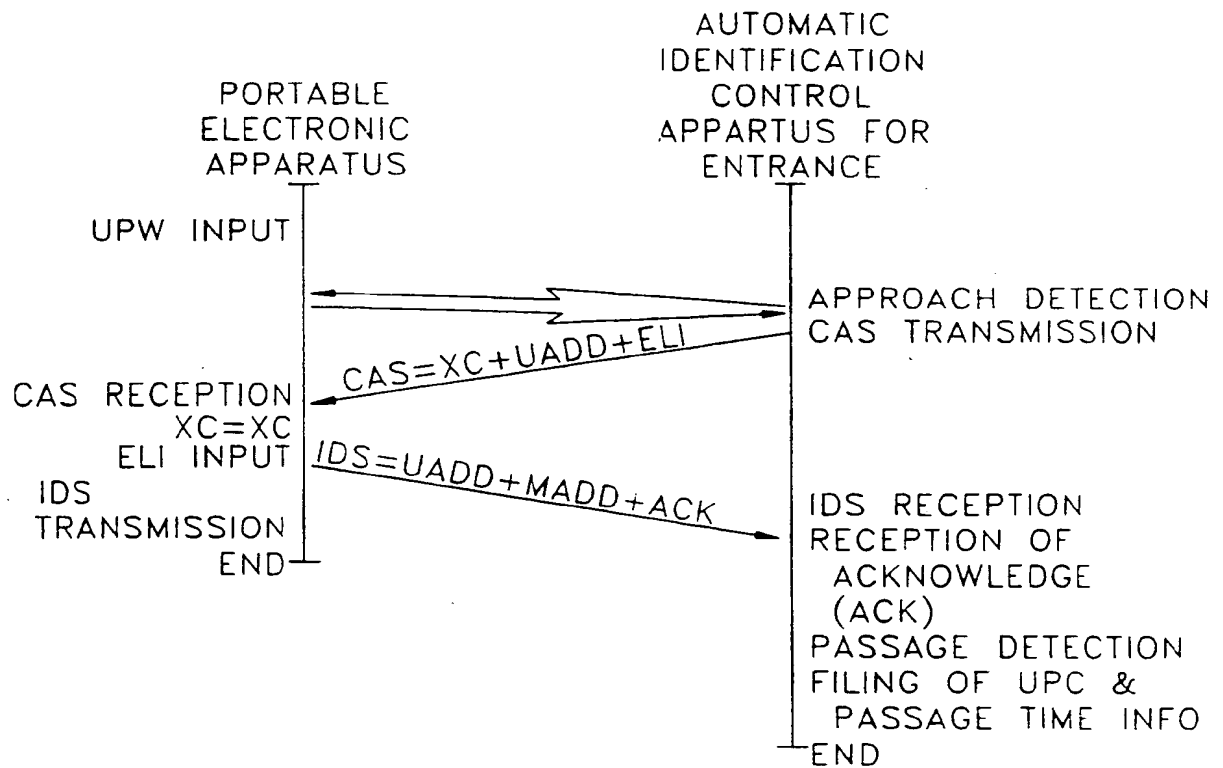 PORTABLE
ELECTRONIC
APPARATUS
AUTOMATIC
IDENTIFICATION
CONTROL
APPARTUS FOR
ENTRANCE
UPW INPUT
APPROACH DETECTION
CAS TRANSMISSION
CAS=XC+UADD+ELI
CAS RECEPTION
XC=XC
ELI INPUT
IDS=UADD+MADD+ACK
IDS
TRANSMISSION
END
IDS RECEPTION
RECEPTION OF
ACKNOWLEDGE
(ACK)
PASSAGE DETECTION
FILING OF UPC &
PASSAGE TIME INFO
END